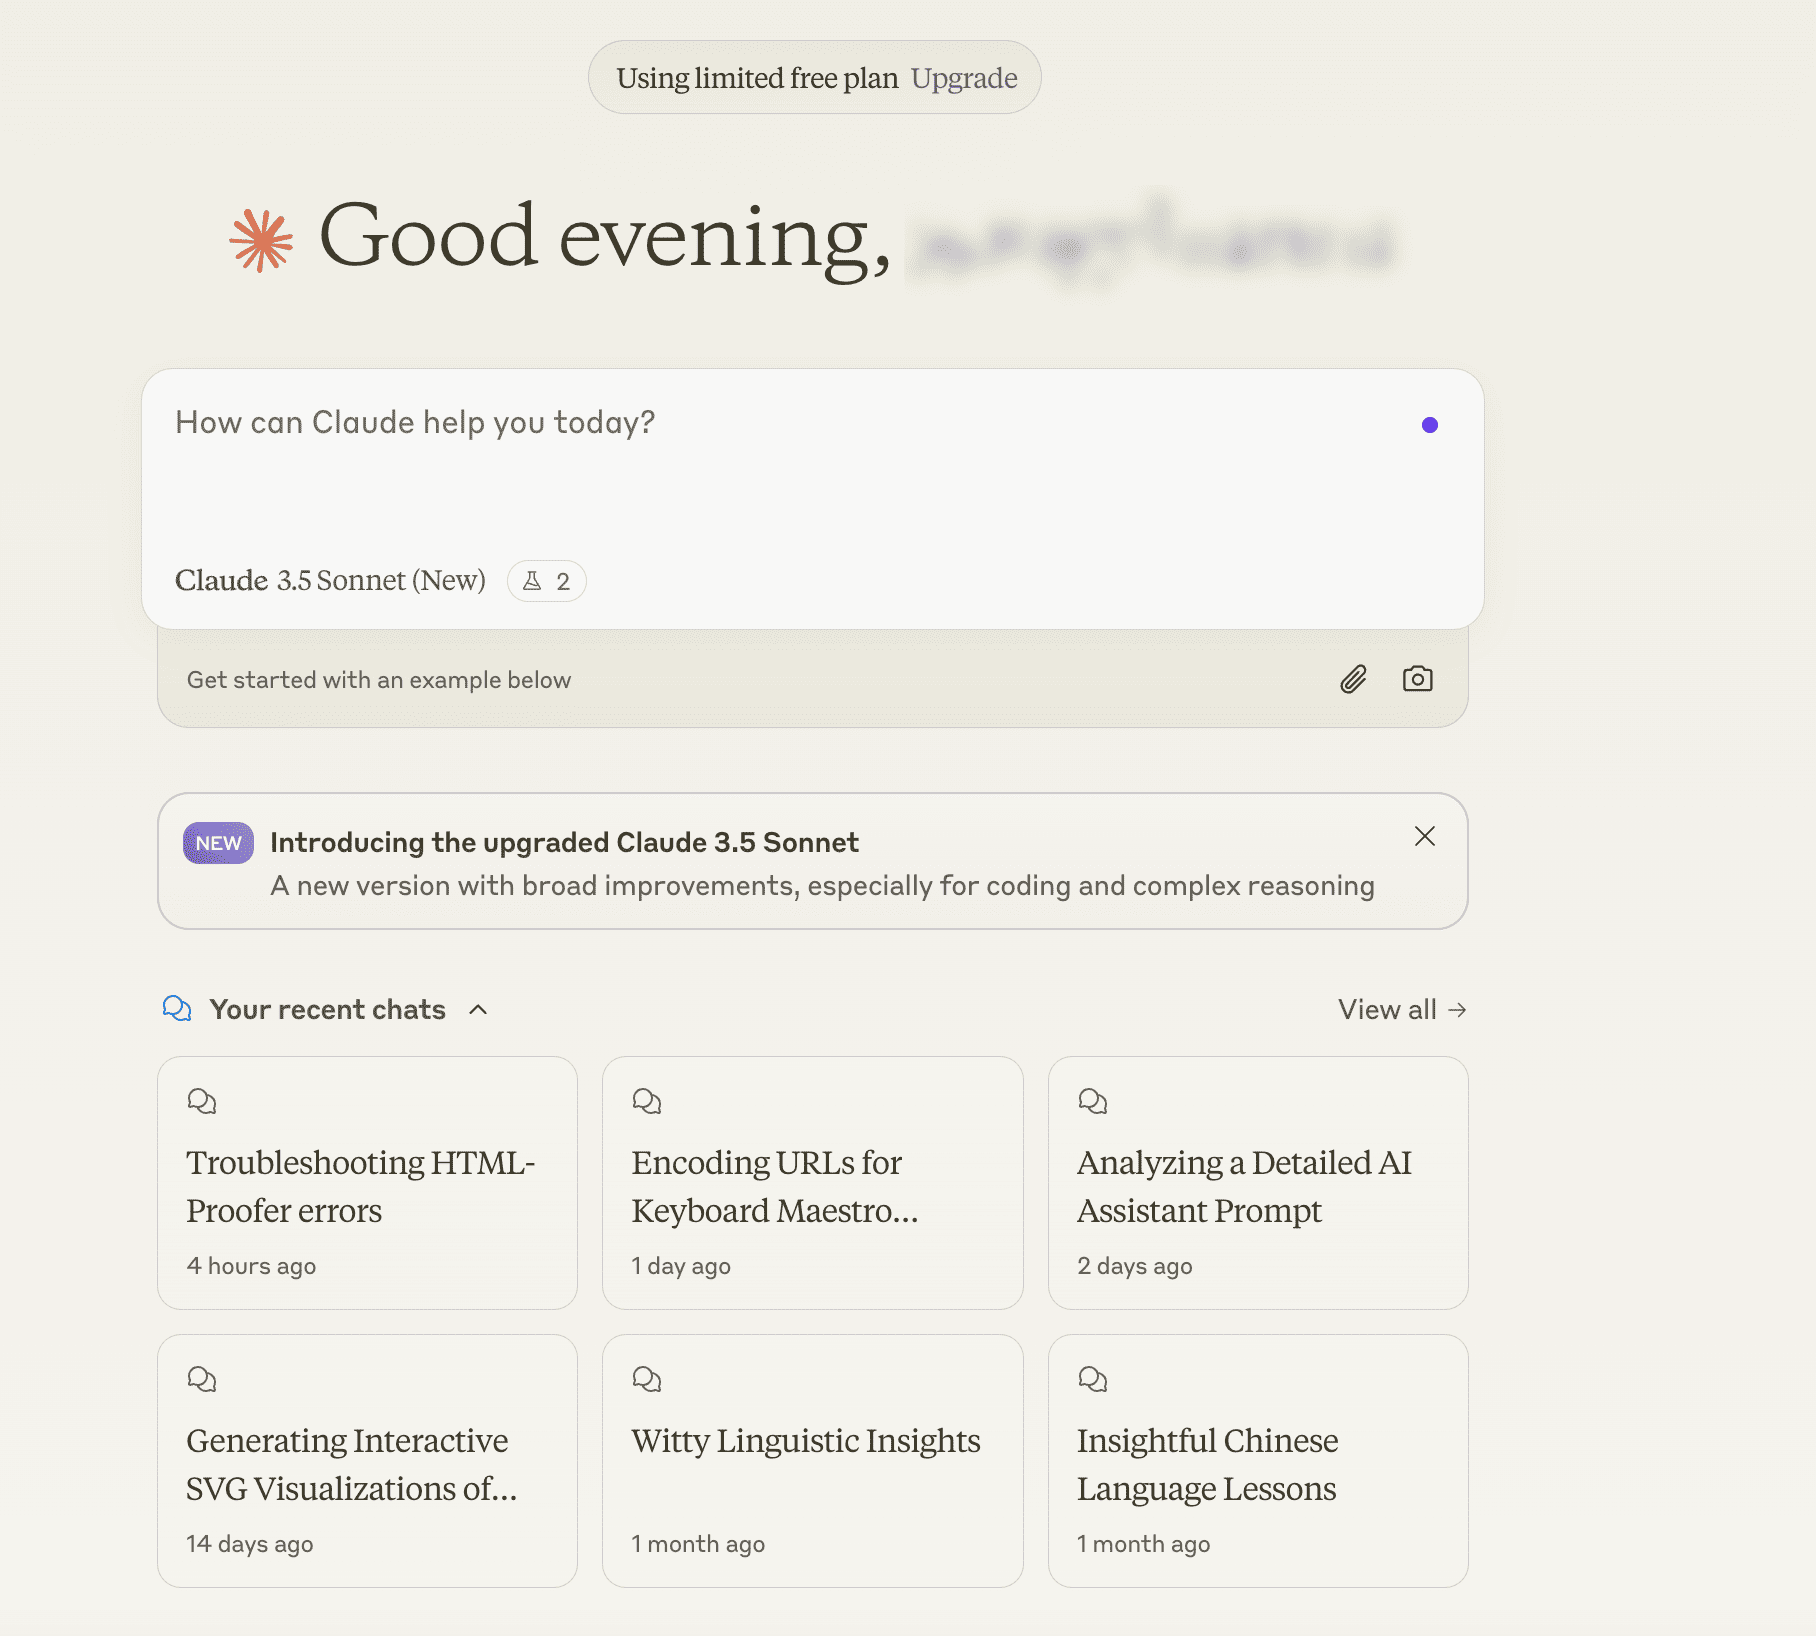 Using limited free plan Upgrade
Good evening,
How can Claude help you today?
Claude 3.5 Sonnet (New) 2
Get started with an example below
NEW Introducing the upgraded Claude 3.5 Sonnet
A new version with broad improvements, especially for coding and complex reasoning
Your recent chats
View all →
Troubleshooting HTML-
Proofer errors
4 hours ago
Encoding URLs for
Keyboard Maestro...
1 day ago
Analyzing a Detailed AI
Assistant Prompt
2 days ago
Generating Interactive
SVG Visualizations of...
14 days ago
Witty Linguistic Insights
1 month ago
Insightful Chinese
Language Lessons
1 month ago